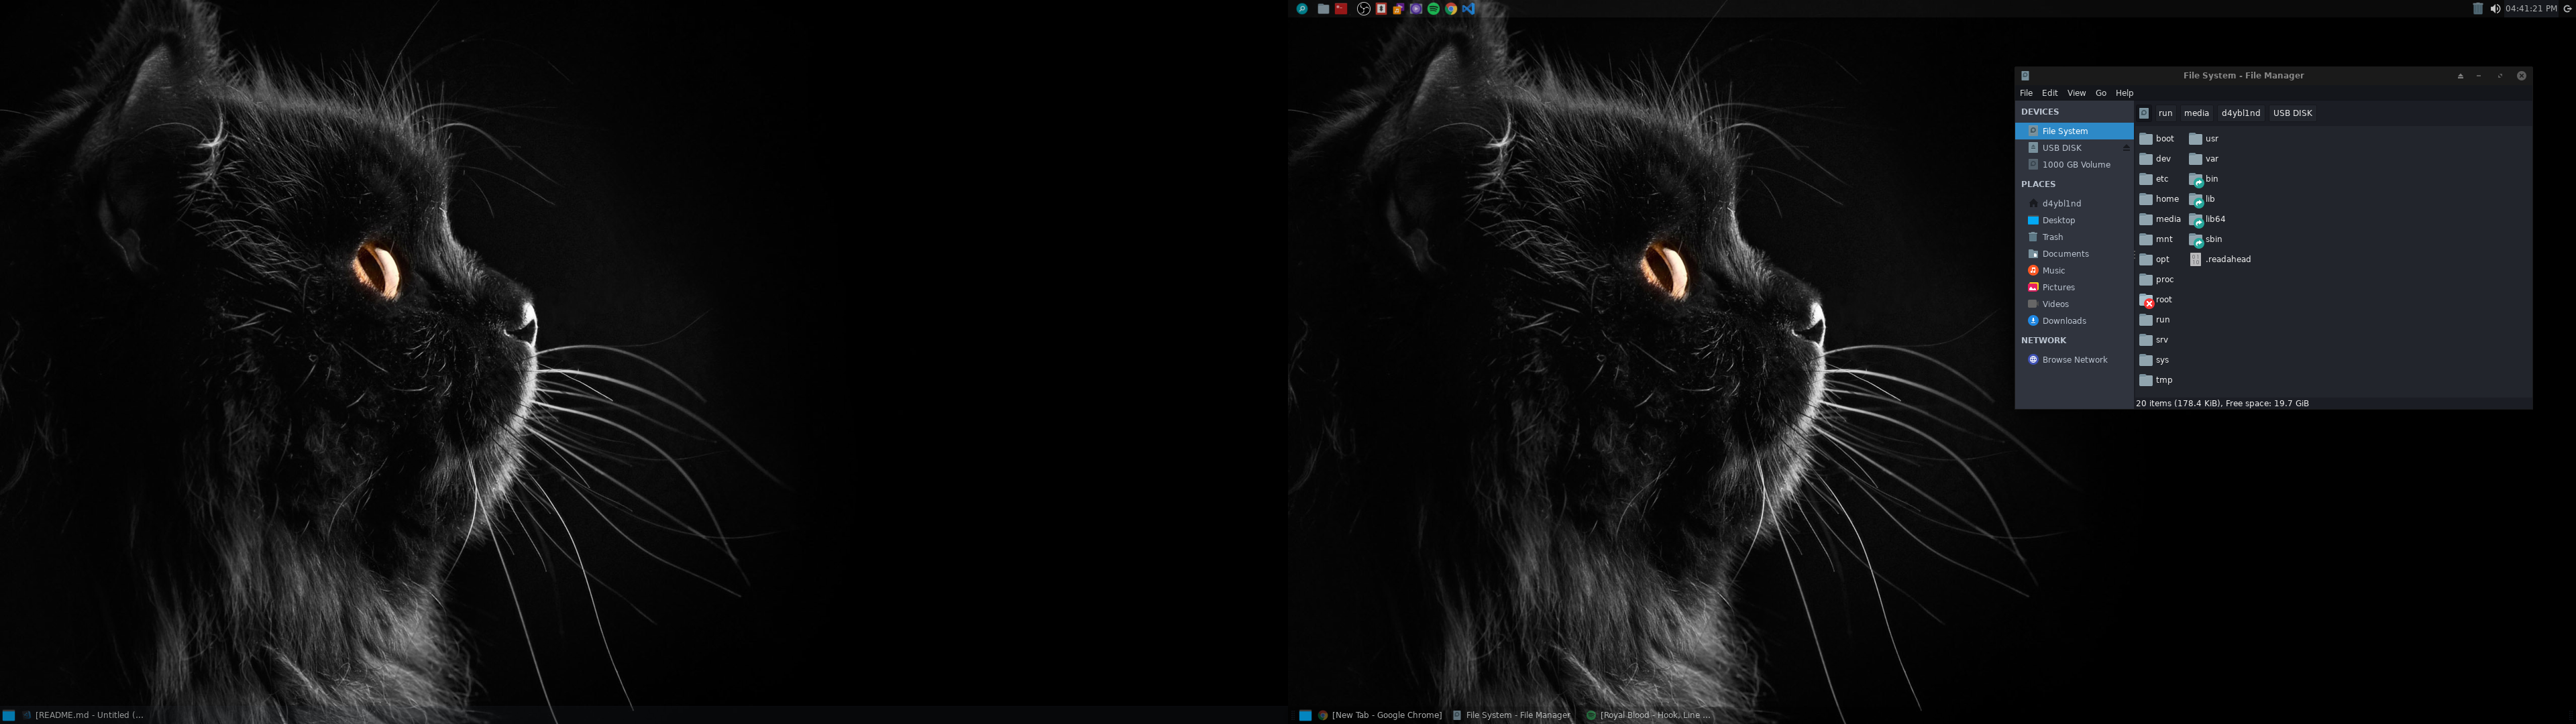 04:41:21 PM
File System - File Manager
File Edit View Go Help
DEVICES
File System
USB DISK
1000 GB Volume
PLACES
d4ybl1nd
Desktop
Trash
Documents
Music
Pictures
Videos
Downloads
NETWORK
Browse Network
run media d4ybl1nd USB DISK
boot usr
dev var
etc bin
home lib
media lib64
mnt sbin
opt .readahead
proc
root
run
srv
sys
tmp
20 items (178.4 KiB), Free space: 19.7 GiB
[README.md - Untitled (...
[New Tab - Google Chrome] File System - File Manager [Royal Blood - Hook, Line ...